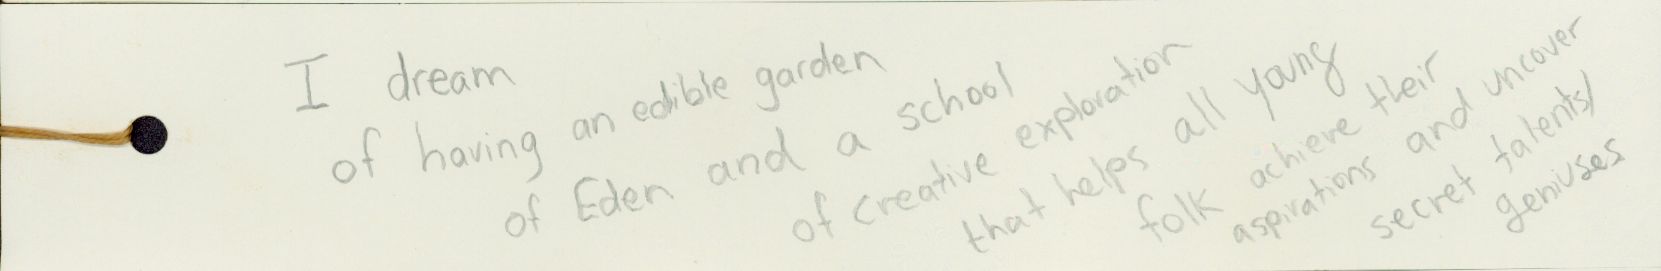 I dream
of having an edible garden
of Eden and a school
of creative exploration
that helps all young
folk achieve their
aspirations and uncover
secret talents/
geniuses